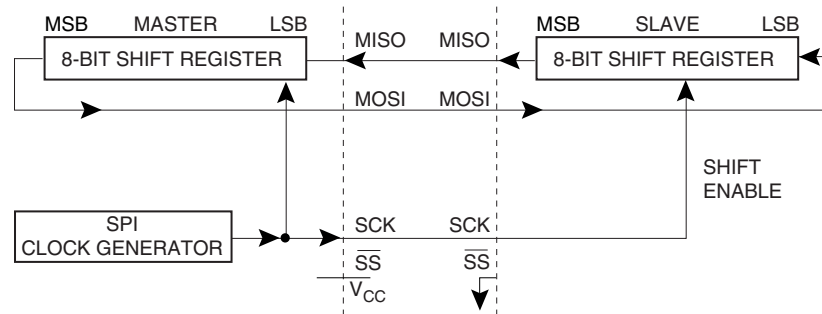 MSB MASTER LSB
MISO MISO
MSB SLAVE LSB
8-BIT SHIFT REGISTER
8-BIT SHIFT REGISTER
MOSI MOSI
SHIFT
ENABLE
SPI
CLOCK GENERATOR
SCK SCK
SS SS
VCC